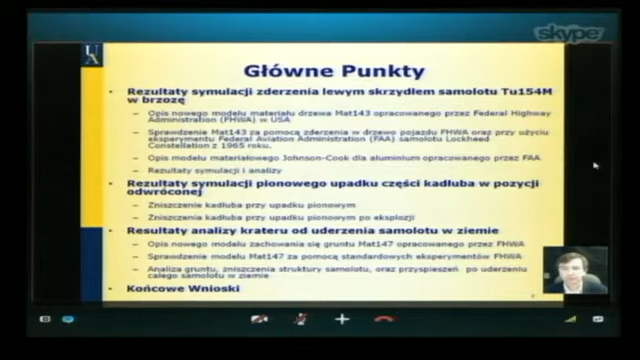 skype
UA
Główne Punkty
Rezultaty symulacji zderzenia lewym skrzydłem samolotu Tu154M
w brzozę
– Opis nowego modelu materiału drzewa Mat143 opracowanego przez Federal Highway
Administration (FHWA) w USA
– Sprawdzenie Mat143 za pomocą zderzenia w drzewo pojazdu FHWA oraz przy użyciu
eksperymentu Federal Aviation Administration (FAA) samolotu Lockheed
Constellation z 1965 roku.
– Opis modelu materiałowego Johnson-Cook dla aluminium opracowanego przez FAA
– Rezultaty symulacji i analizy
Rezultaty symulacji pionowego upadku części kadłuba w pozycji
odwróconej
– Zniszczenie kadłuba przy upadku pionowym
– Zniszczenia kadłuba przy upadku pionowym po eksplozji
Resultaty analizy krateru od uderzenia samolotu w ziemie
– Opis nowego modelu zachowania się gruntu Mat147 opracowanego przez FHWA
– Sprawdzenie modelu Mat147 za pomocą standardowych eksperymentów FHWA
– Analiza gruntu, zniszczenia struktury samolotu, oraz przyspieszeń po uderzeniu
całego samolotu w ziemie
Końcowe Wnioski